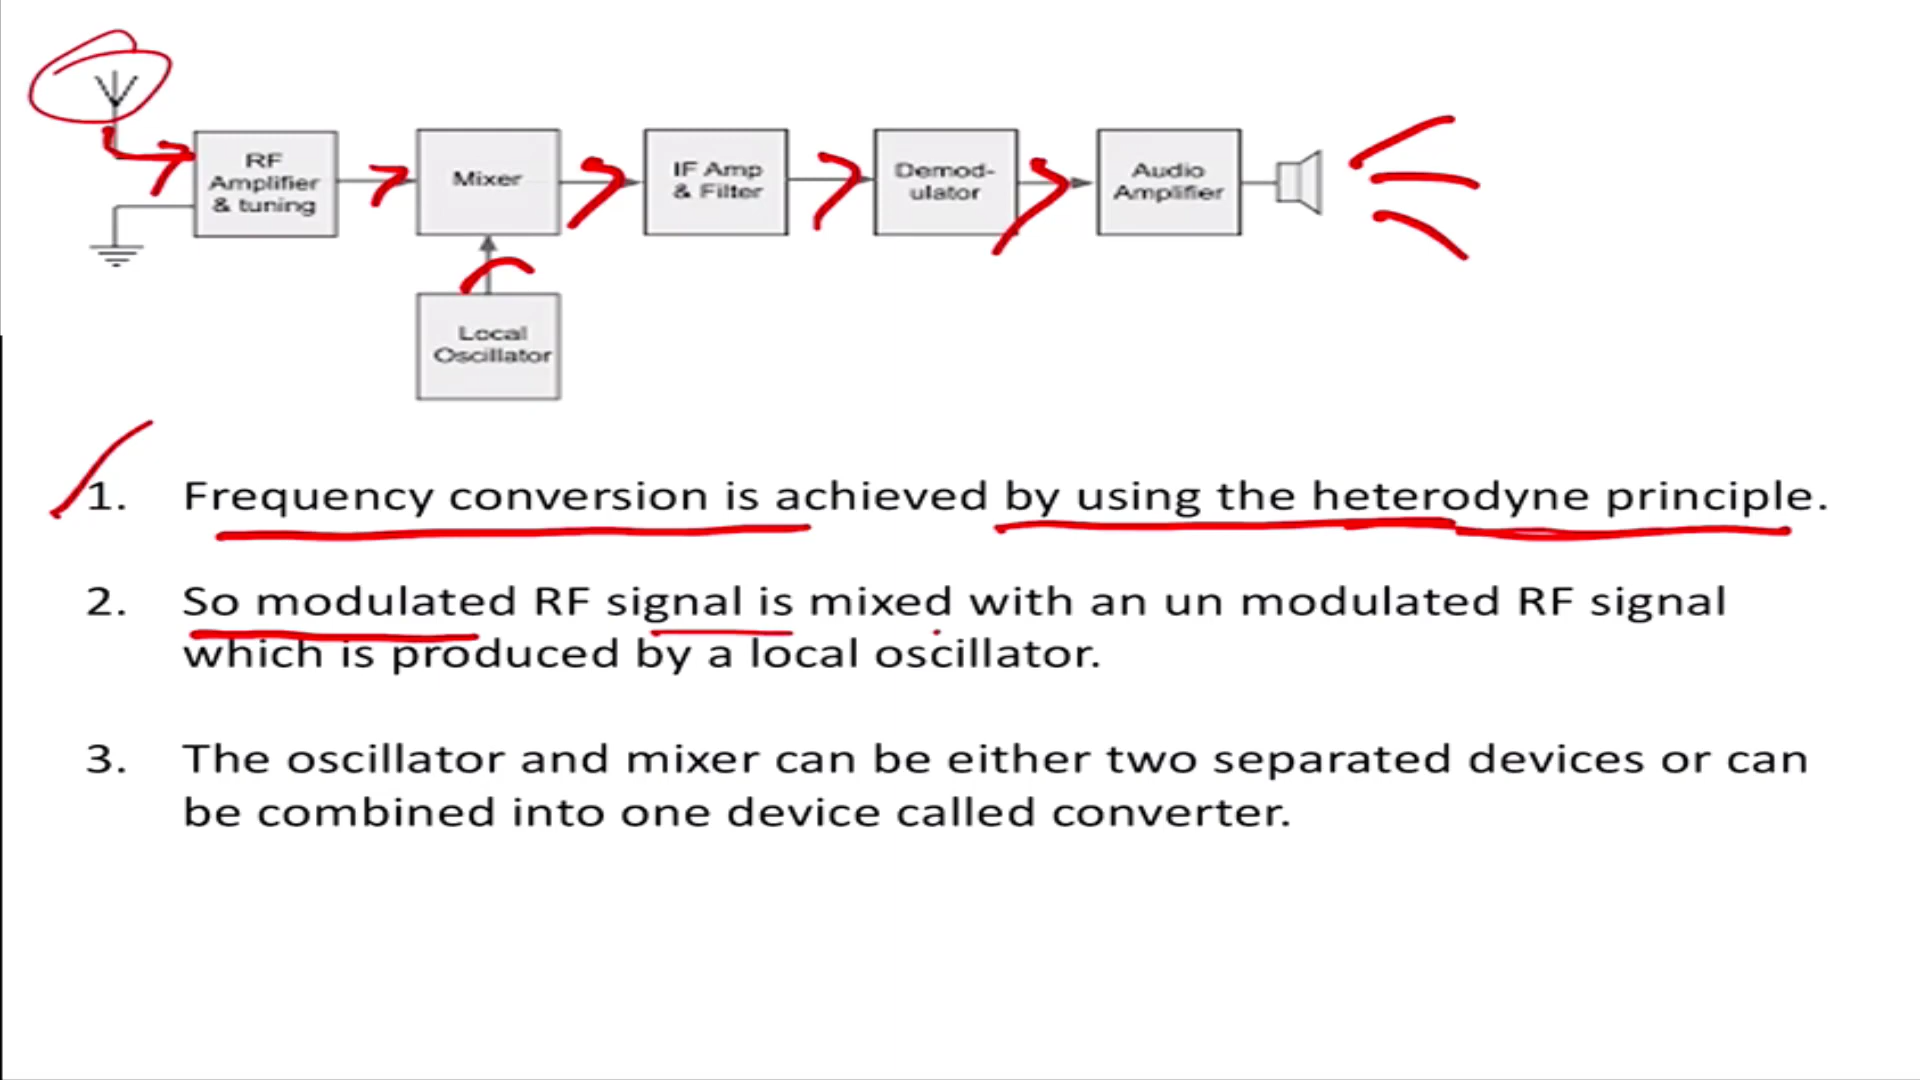 RF
Amplifier
& tuning
Mixer
IF Amp
& Filter
Demod-
ulator
Audio
Amplifier
Local
Oscillator
1. Frequency conversion is achieved by using the heterodyne principle.
2. So modulated RF signal is mixed with an un modulated RF signal
which is produced by a local oscillator.
3. The oscillator and mixer can be either two separated devices or can
be combined into one device called converter.